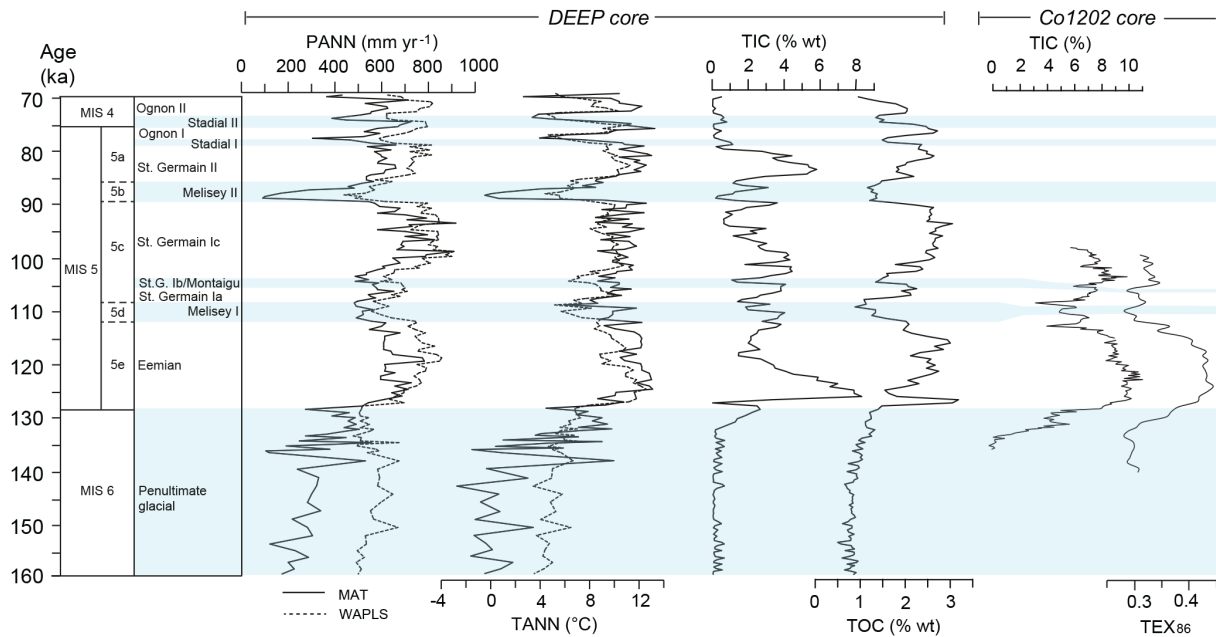 DEEP core
Co1202 core
PANN (mm yr-1)
TIC (% wt)
TIC (%)
Age
(ka)
0 200 400 600 800 1000
0 2 4 6 8
0 2 4 6 8 10
70
80
90
100
110
120
130
140
150
160
MIS 4
MIS 5
MIS 6
5a
5b
5c
5d
5e
Ognon II
Stadial II
Ognon I
Stadial I
St. Germain II
Melisey II
St. Germain Ic
St.G. Ib/Montaigu
St. Germain Ia
Melisey I
Eemian
Penultimate
glacial
MAT
WAPLS
-4 0 4 8 12
TANN (°C)
0 1 2 3
TOC (% wt)
0.3 0.4
TEX86